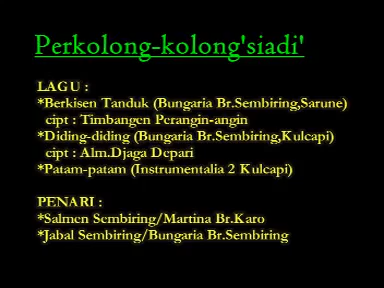 Perkolong-kolong'siadi'
LAGU :
*Berkisen Tanduk (Bungaria Br.Sembiring,Sarune)
cipt : Timbangen Perangin-angin
*Diding-diding (Bungaria Br.Sembiring,Kulcapi)
cipt : Alm.Djaga Depari
*Patam-patam (Instrumentalia 2 Kulcapi)
PENARI :
*Salmen Sembiring/Martina Br.Karo
*Jabal Sembiring/Bungaria Br.Sembiring